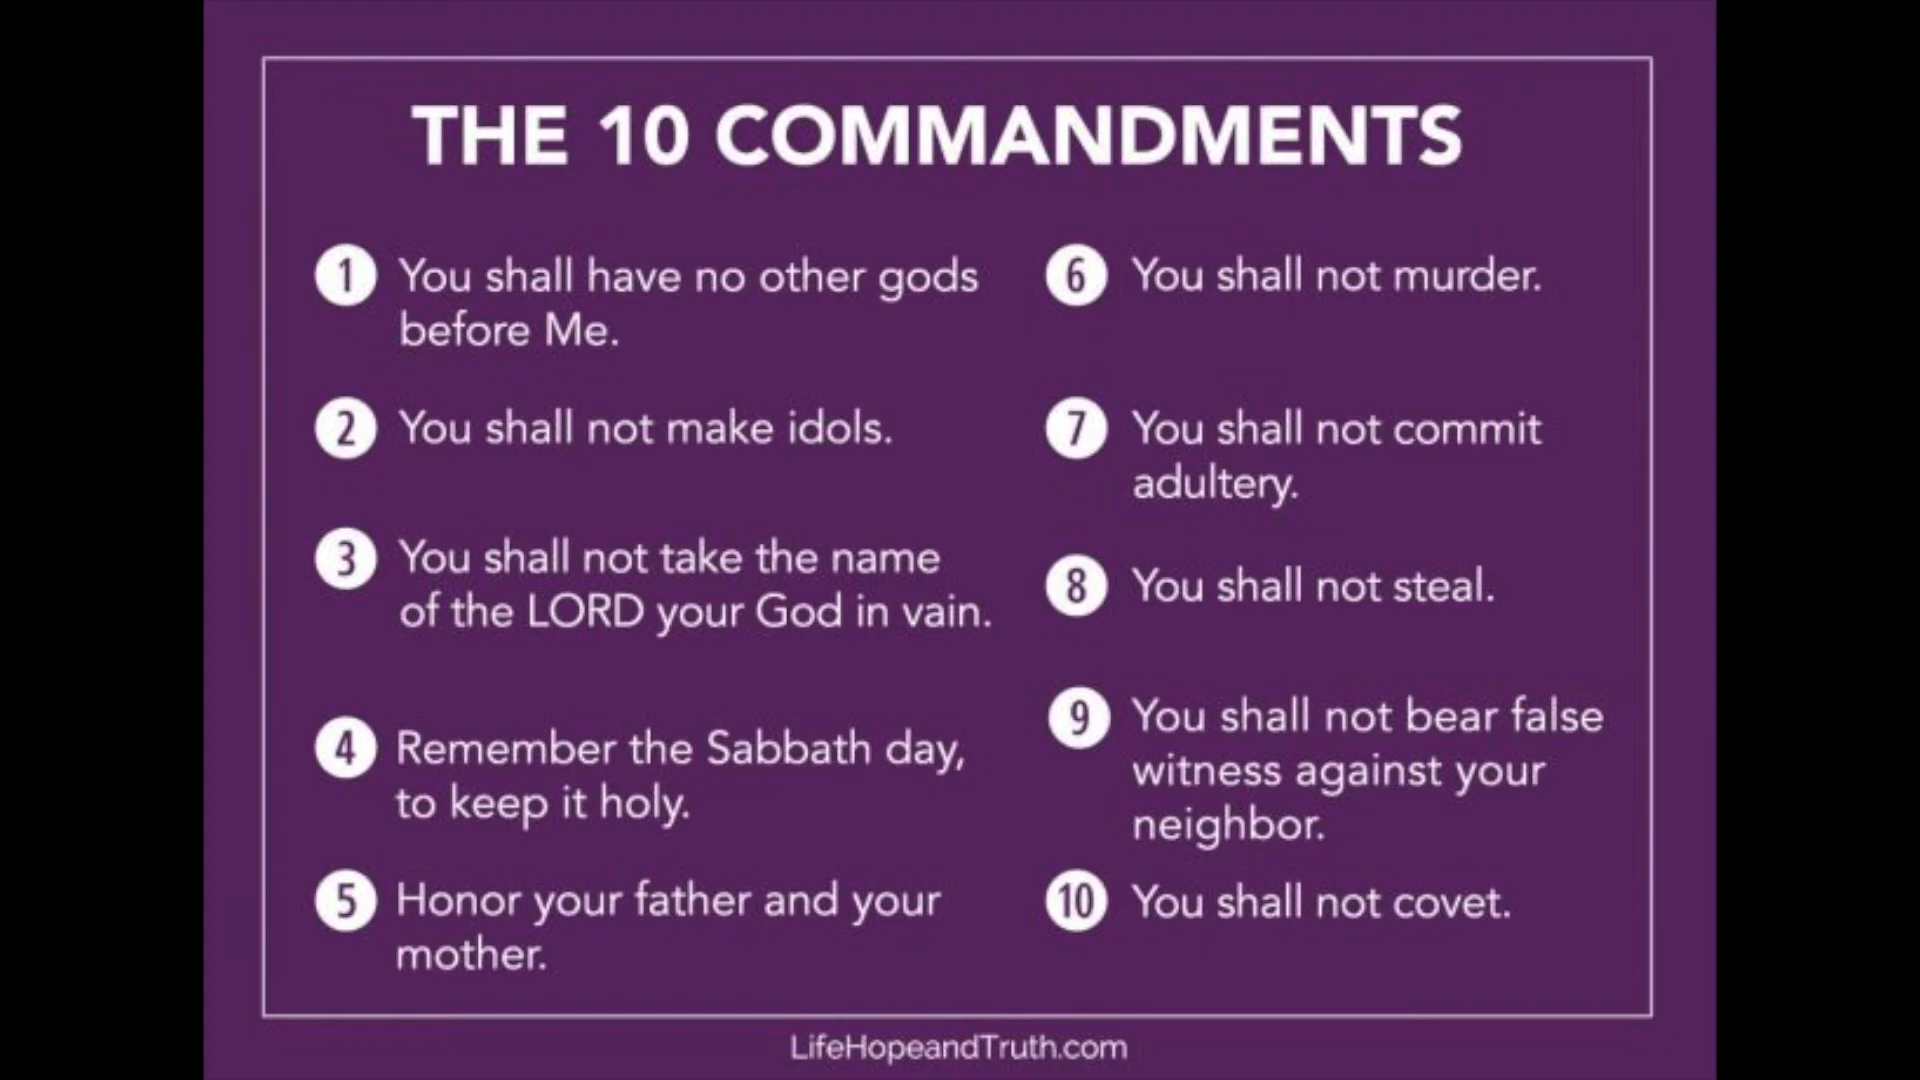 THE 10 COMMANDMENTS
1 You shall have no other gods
before Me.
2 You shall not make idols.
3 You shall not take the name
of the LORD your God in vain.
4 Remember the Sabbath day,
to keep it holy.
5 Honor your father and your
mother.
6 You shall not murder.
7 You shall not commit
adultery.
8 You shall not steal.
9 You shall not bear false
witness against your
neighbor.
10 You shall not covet.
LifeHopeandTruth.com